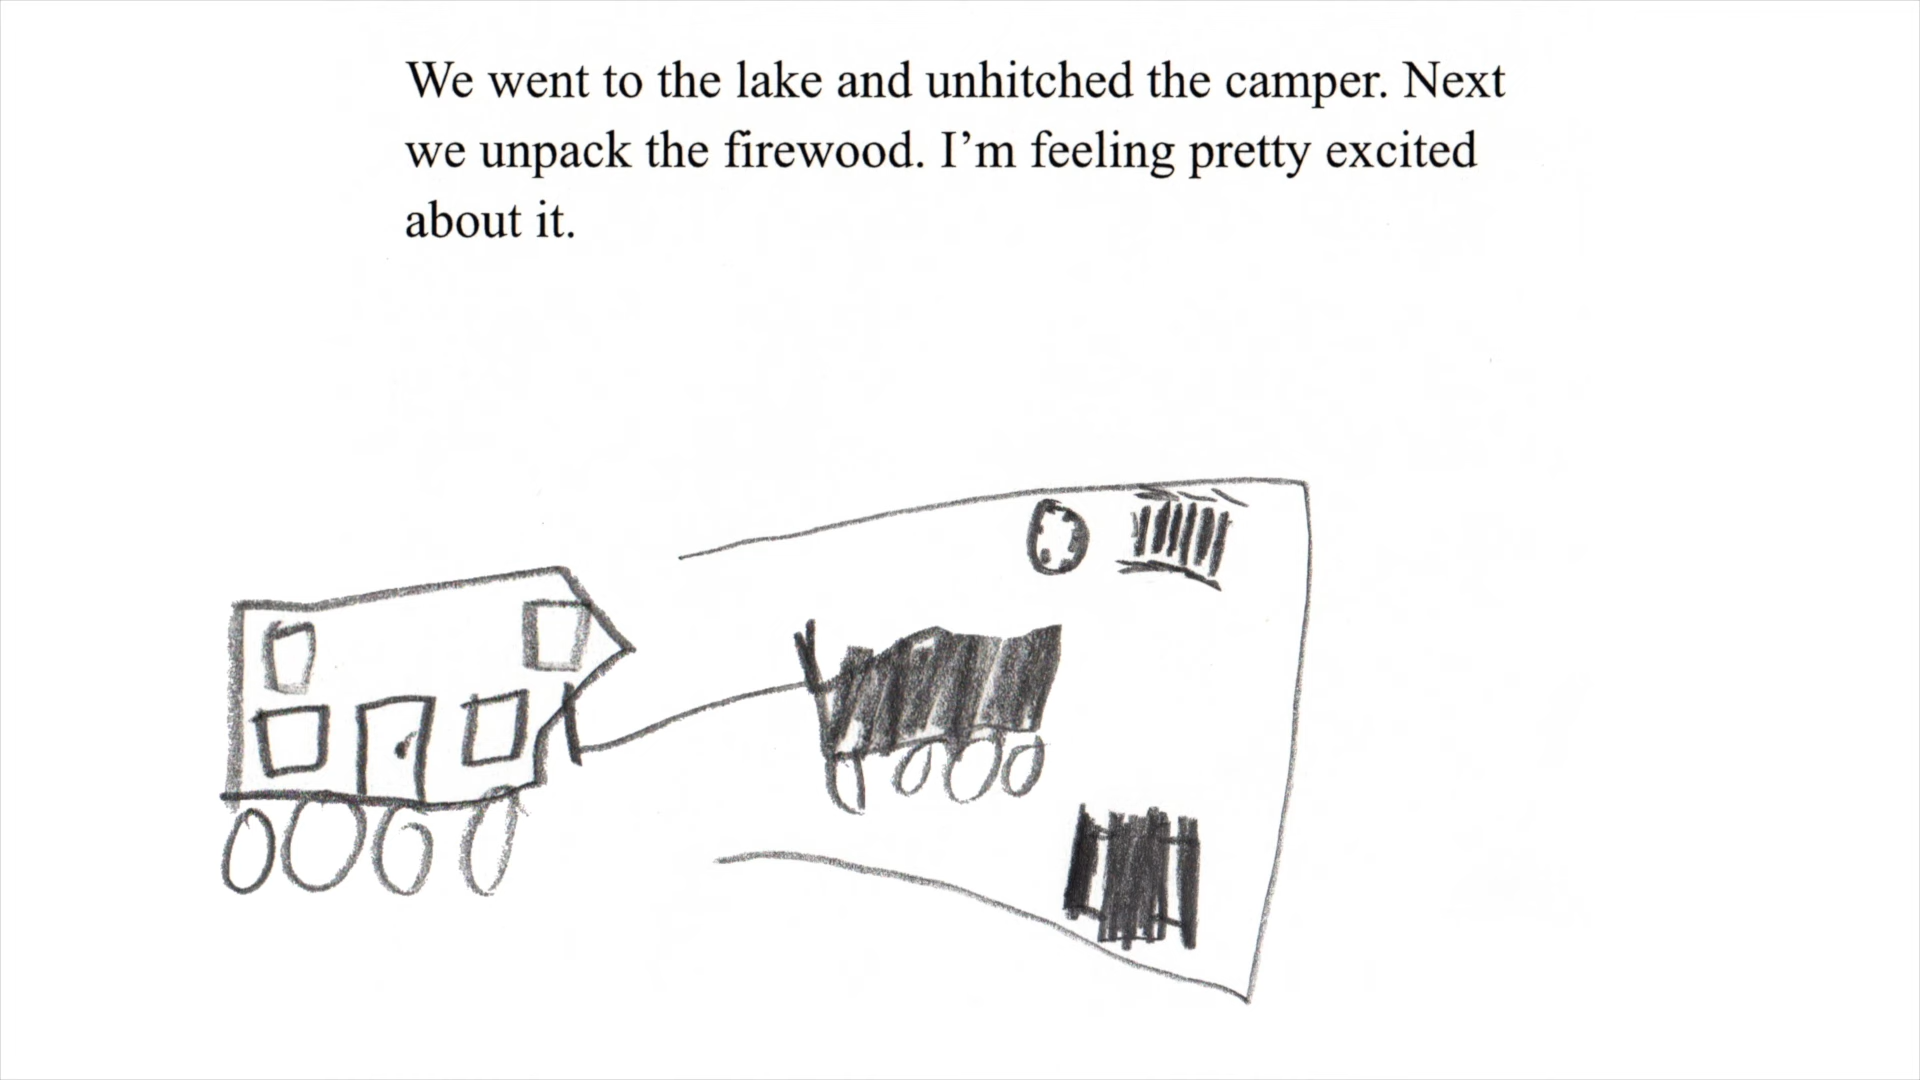 We went to the lake and unhitched the camper. Next
we unpack the firewood. I’m feeling pretty excited
about it.